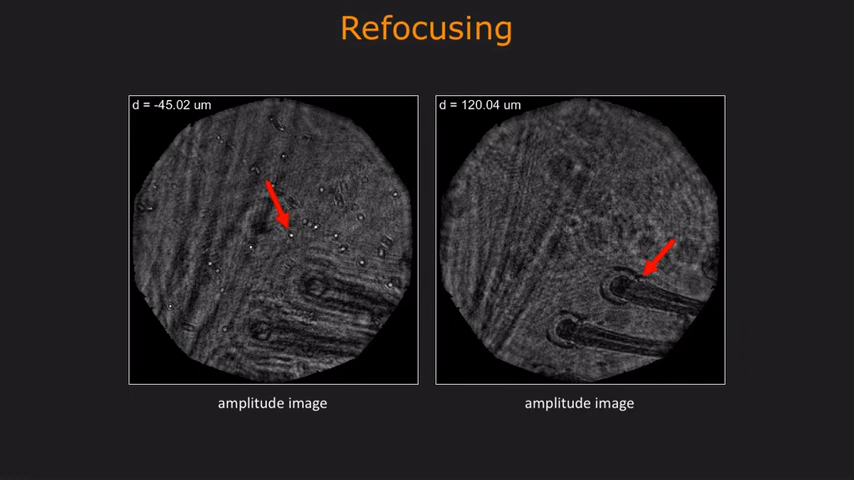 Refocusing
d = -45.02 um
d = 120.04 um
amplitude image
amplitude image